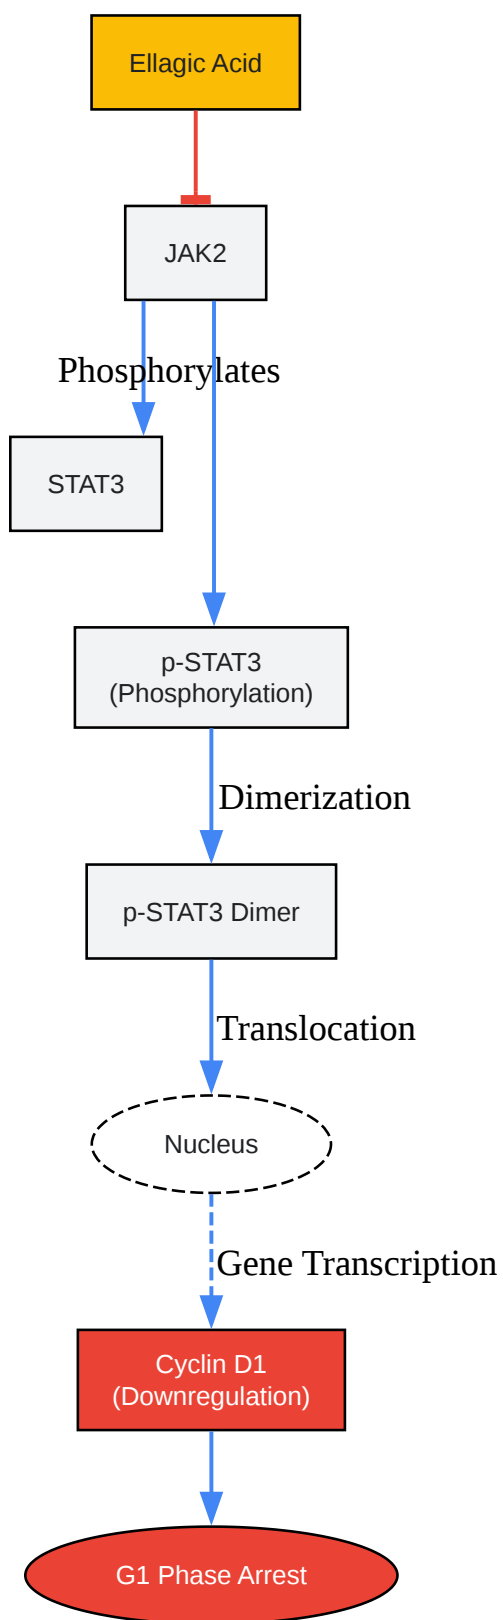 Ellagic Acid
JAK2
Phosphorylates
STAT3
p-STAT3
(Phosphorylation)
Dimerization
p-STAT3 Dimer
Translocation
Nucleus
Gene Transcription
Cyclin D1
(Downregulation)
G1 Phase Arrest